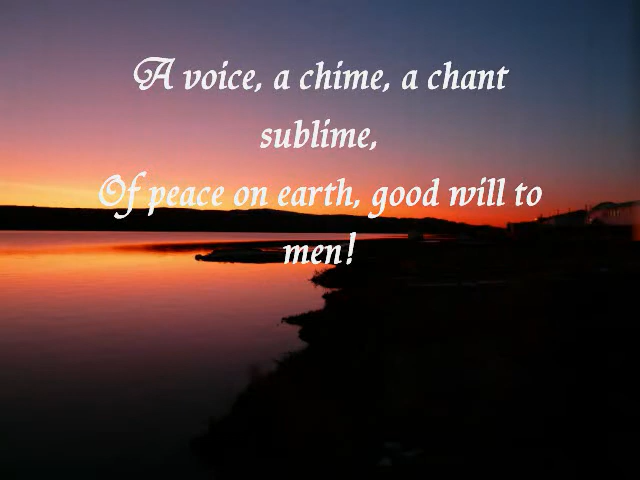 A voice, a chime, a chant
sublime,
Of peace on earth, good will to
men!